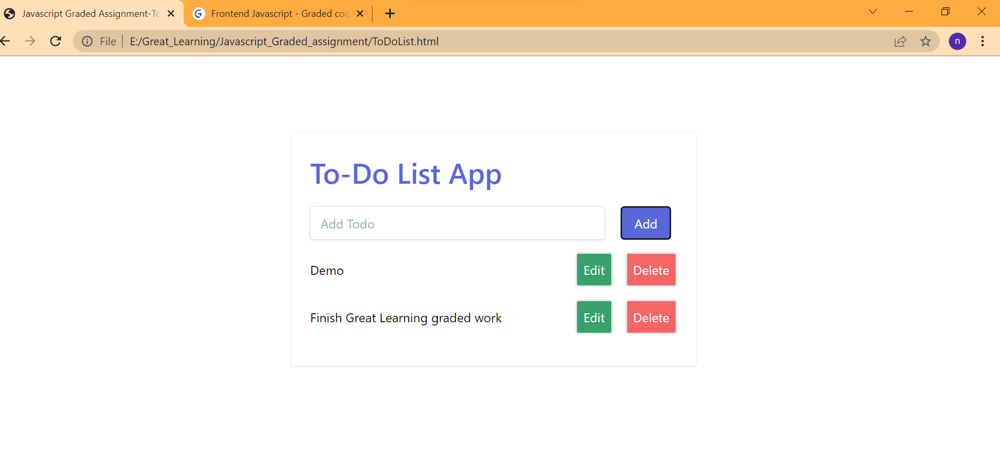 Javascript Graded Assignment-To
Frontend Javascript - Graded cod
File
E:/Great_Learning/Javascript_Graded_assignment/ToDoList.html
n
To-Do List App
Add Todo
Add
Demo
Edit
Delete
Finish Great Learning graded work
Edit
Delete